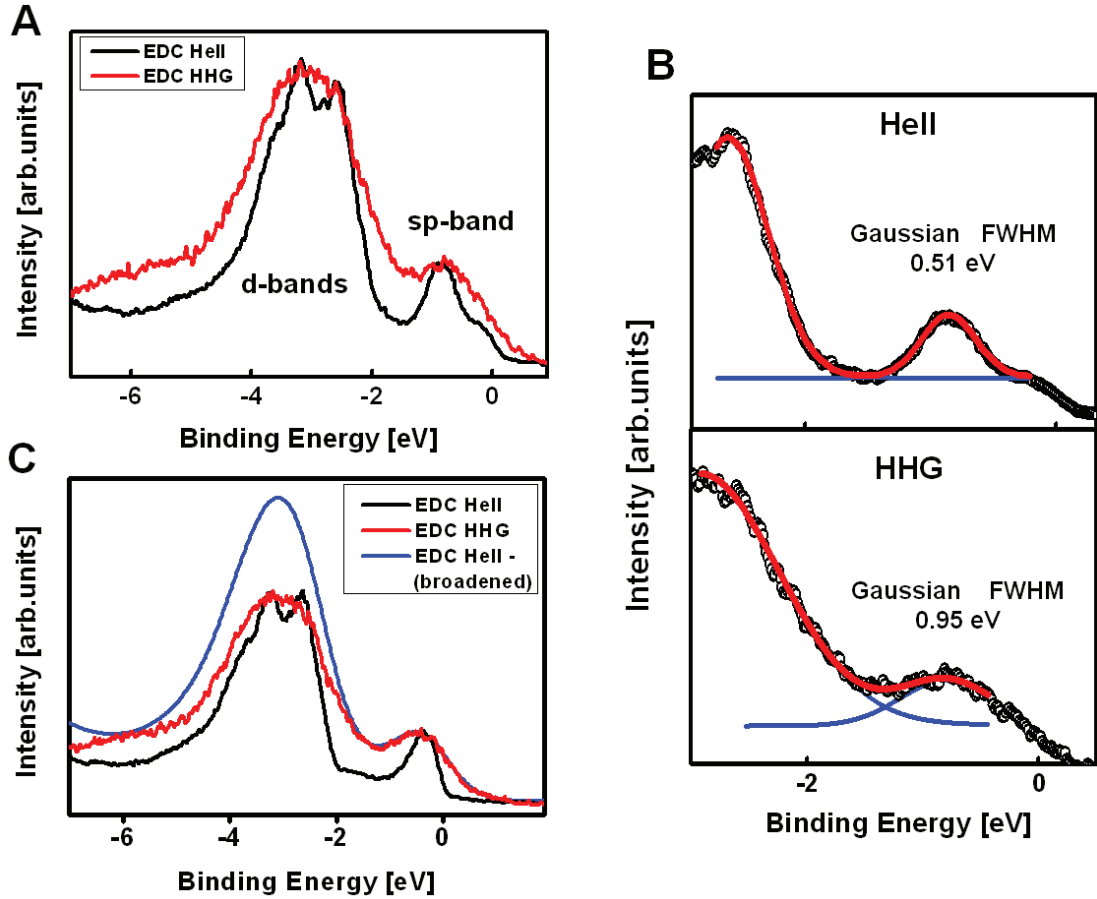 A
EDC HeII
EDC HHG
sp-band
d-bands
Intensity [arb.units]
-6
-4
-2
0
Binding Energy [eV]
B
HeII
Gaussian FWHM
0.51 eV
HHG
Gaussian FWHM
0.95 eV
Intensity [arb.units]
-2
0
Binding Energy [eV]
C
EDC HeII
EDC HHG
EDC HeII -
(broadened)
Intensity [arb.units]
-6
-4
-2
0
Binding Energy [eV]